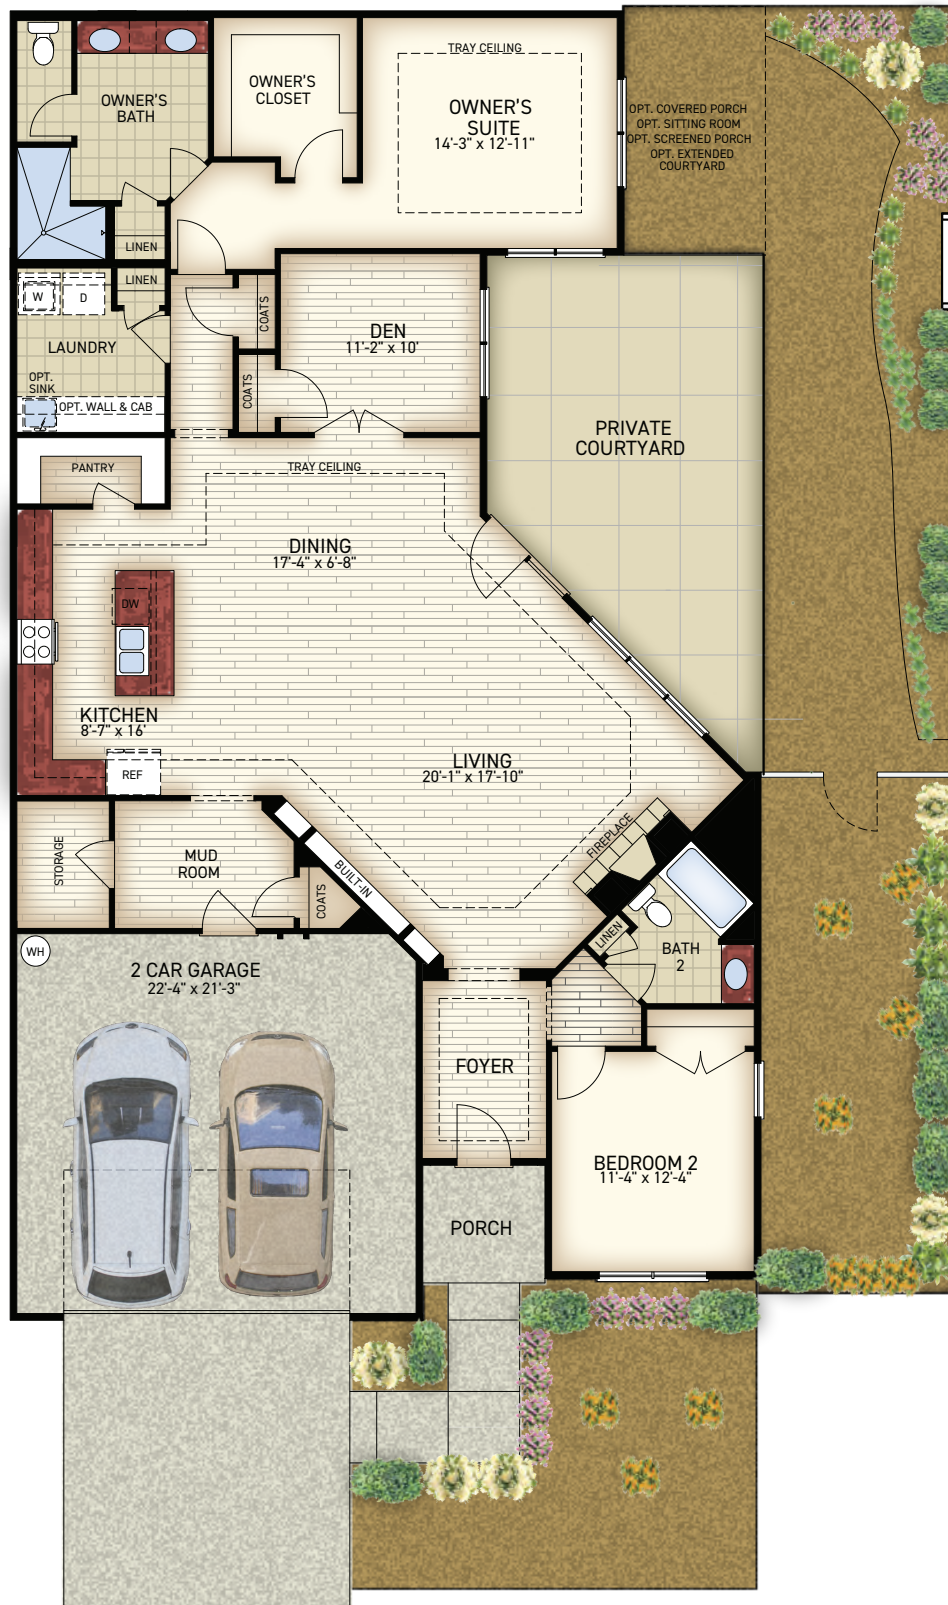 TRAY CEILING
OWNER'S
BATH
OWNER'S
CLOSET
OWNER'S
SUITE
14'-3" x 12'-11"
OPT. COVERED PORCH
OPT. SITTING ROOM
OPT. SCREENED PORCH
OPT. EXTENDED
COURTYARD
LINEN
LINEN
W
D
COATS
LAUNDRY
DEN
11'-2" x 10'
OPT.
SINK
OPT. WALL & CAB
COATS
PRIVATE
COURTYARD
PANTRY
TRAY CEILING
DINING
17'-4" x 6'-8"
DW
KITCHEN
8'-7" x 16'
REF
LIVING
20'-1" x 17'-10"
FIREPLACE
STORAGE
MUD
ROOM
BUILT-IN
COATS
LINEN
BATH
2
WH
2 CAR GARAGE
22'-4" x 21'-3"
FOYER
BEDROOM 2
11'-4" x 12'-4"
PORCH